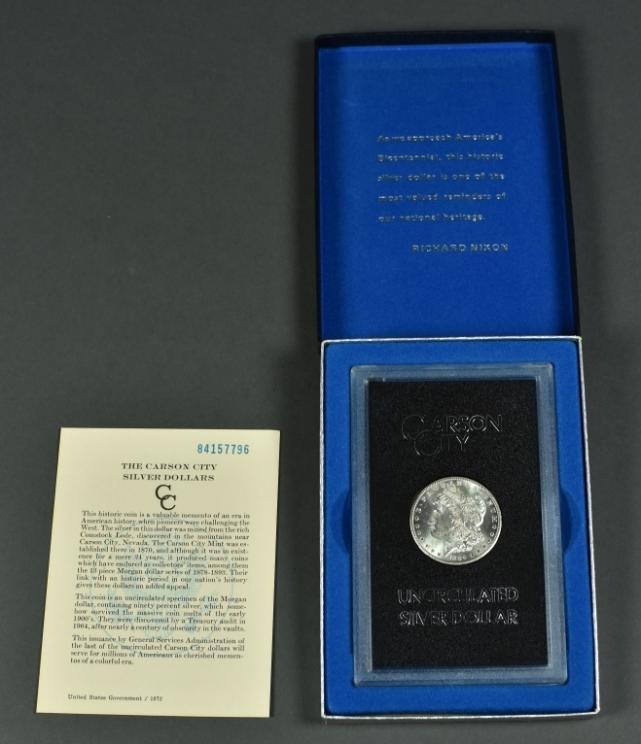 As we approach America's
Bicentennial, this historic
silver dollar is one of the
most valued reminders of
our national heritage.
RICHARD NIXON
CARSON
CITY
UNCIRCULATED
SILVER DOLLAR
84157796
THE CARSON CITY
SILVER DOLLARS
CC
This historic coin is a valuable memento of an era in
American history when pioneers were challenging the
West. The silver in this dollar was mined from the rich
Comstock Lode, discovered in the mountains near
Carson City, Nevada. The Carson City Mint was es-
tablished there in 1870, and although it was in exist-
ence for a mere 24 years, it produced many coins
which have endured as collectors' items, among them
the 13 piece Morgan dollar series of 1878-1893. Their
link with an historic period in our nation's history
gives these dollars an added appeal.
This coin is an uncirculated specimen of the Morgan
dollar, containing ninety percent silver, which some-
how survived the massive coin melts of the early
1900's. They were discovered by a Treasury audit in
1964, after nearly a century of obscurity in the vaults.
This issuance by General Services Administration of
the last of the uncirculated Carson City dollars will
serve for millions of Americans as cherished memen-
tos of a colorful era.
United States Government / 1972